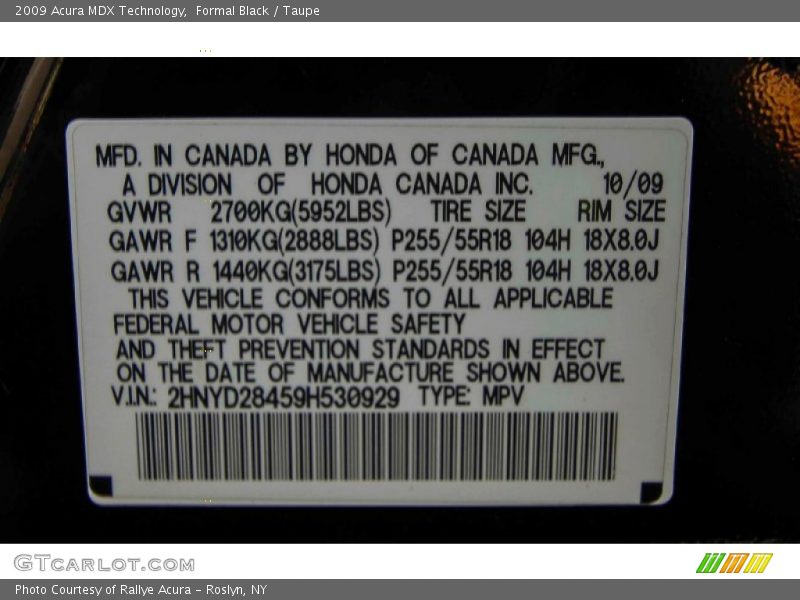 2009 Acura MDX Technology,  Formal Black / Taupe
MFD. IN CANADA BY HONDA OF CANADA MFG.,
A DIVISION OF HONDA CANADA INC. 10/09
GVWR 2700KG(5952LBS) TIRE SIZE RIM SIZE
GAWR F 1310KG(2888LBS) P255/55R18 104H 18X8.0J
GAWR R 1440KG(3175LBS) P255/55R18 104H 18X8.0J
THIS VEHICLE CONFORMS TO ALL APPLICABLE
FEDERAL MOTOR VEHICLE SAFETY
AND THEFT PREVENTION STANDARDS IN EFFECT
ON THE DATE OF MANUFACTURE SHOWN ABOVE.
V.I.N.: 2HNYD28459H530929 TYPE: MPV
GTCARLOT.COM
Photo Courtesy of Rallye Acura - Roslyn, NY